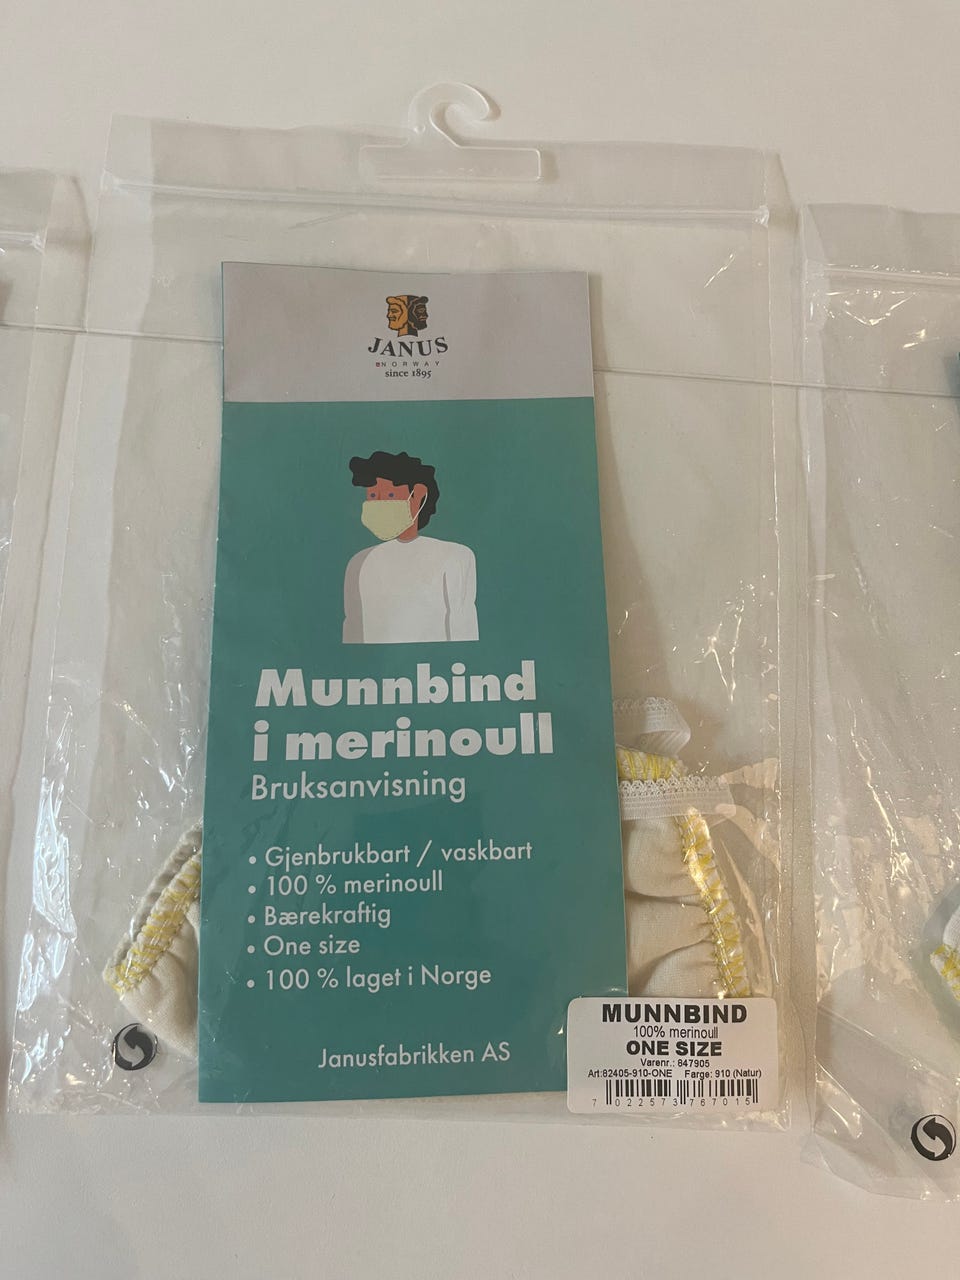 JANUS
NORWAY
since 1895
Munnbind
i merinoull
Bruksanvisning
• Gjenbrukbart / vaskbart
• 100 % merinoull
• Bærekraftig
• One size
• 100 % laget i Norge
Janusfabrikken AS
MUNNBIND
100% merinoull
ONE SIZE
Varenr.: 847905
Art:82405-910-ONE Farge: 910 (Natur)
7 022573 767015